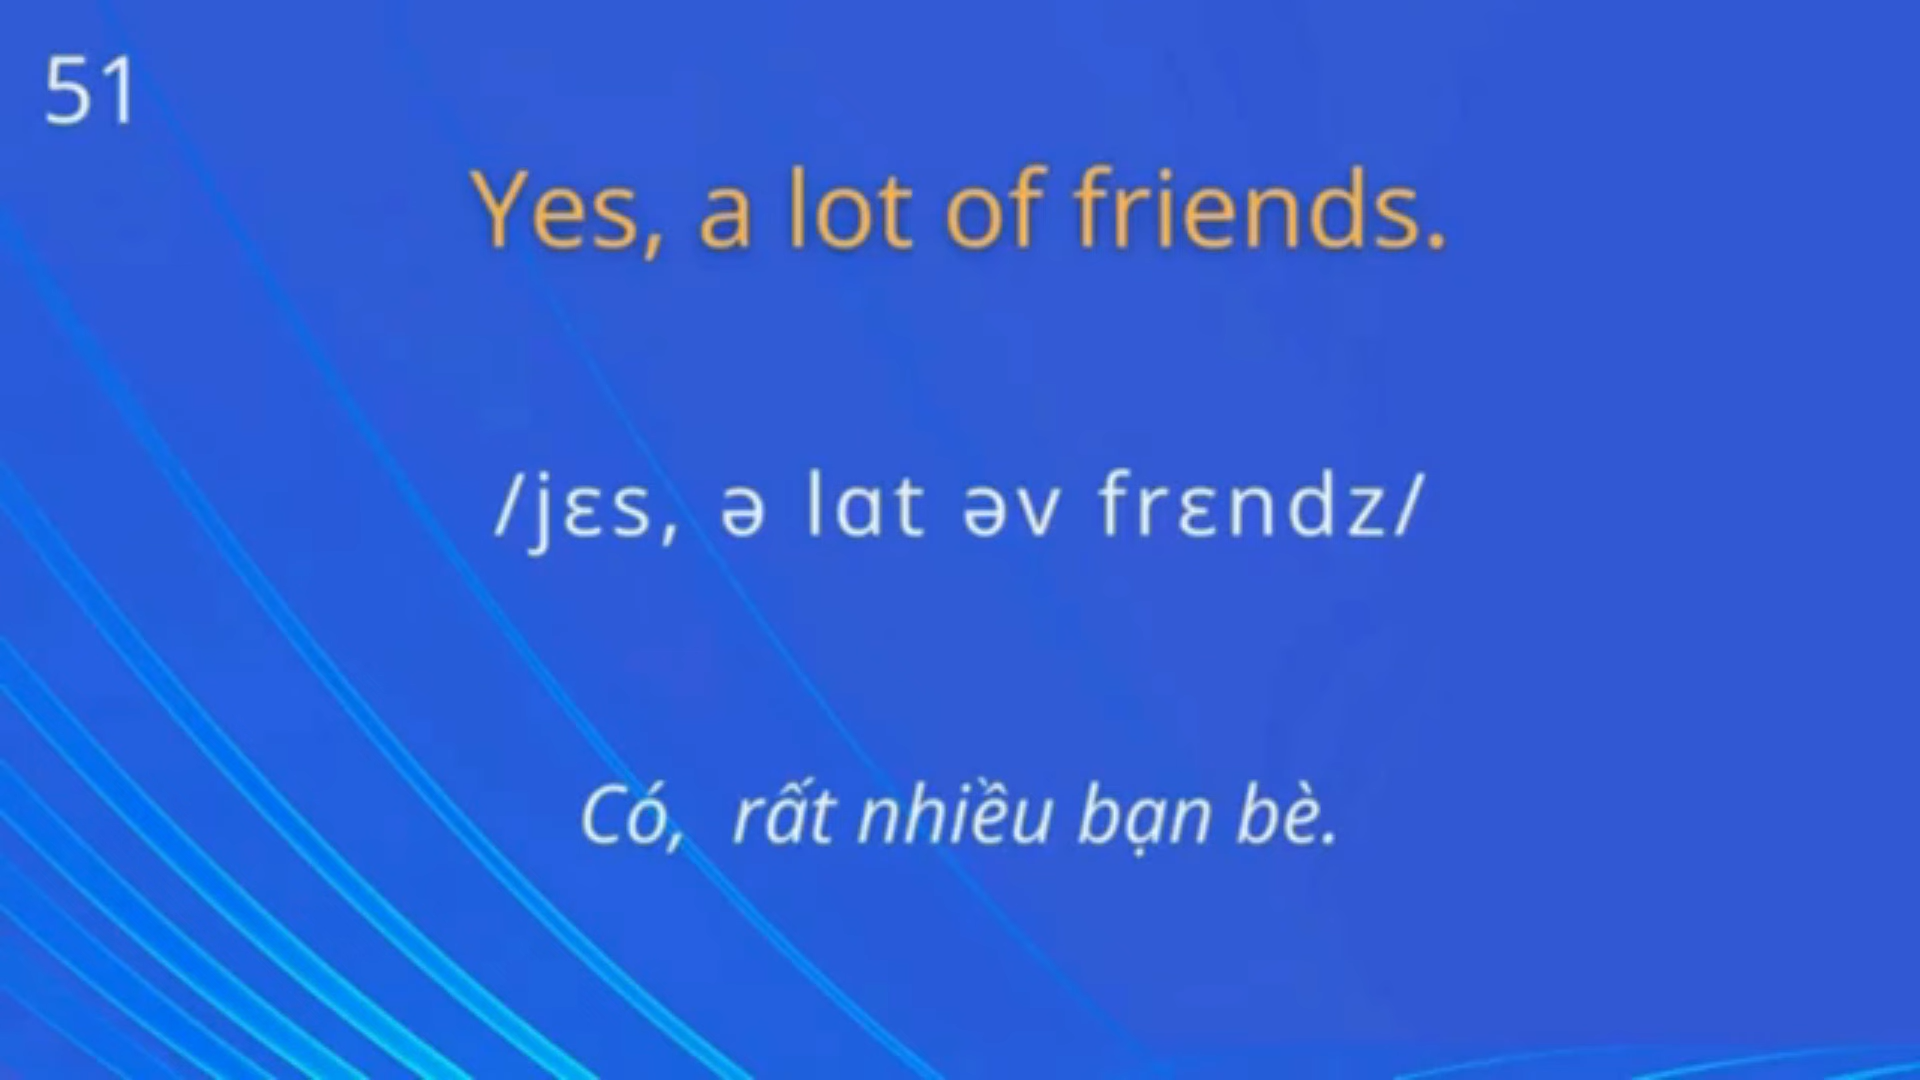 51
Yes, a lot of friends.
/jɛs, ə lɑt əv frɛndz/
Có, rất nhiều bạn bè.